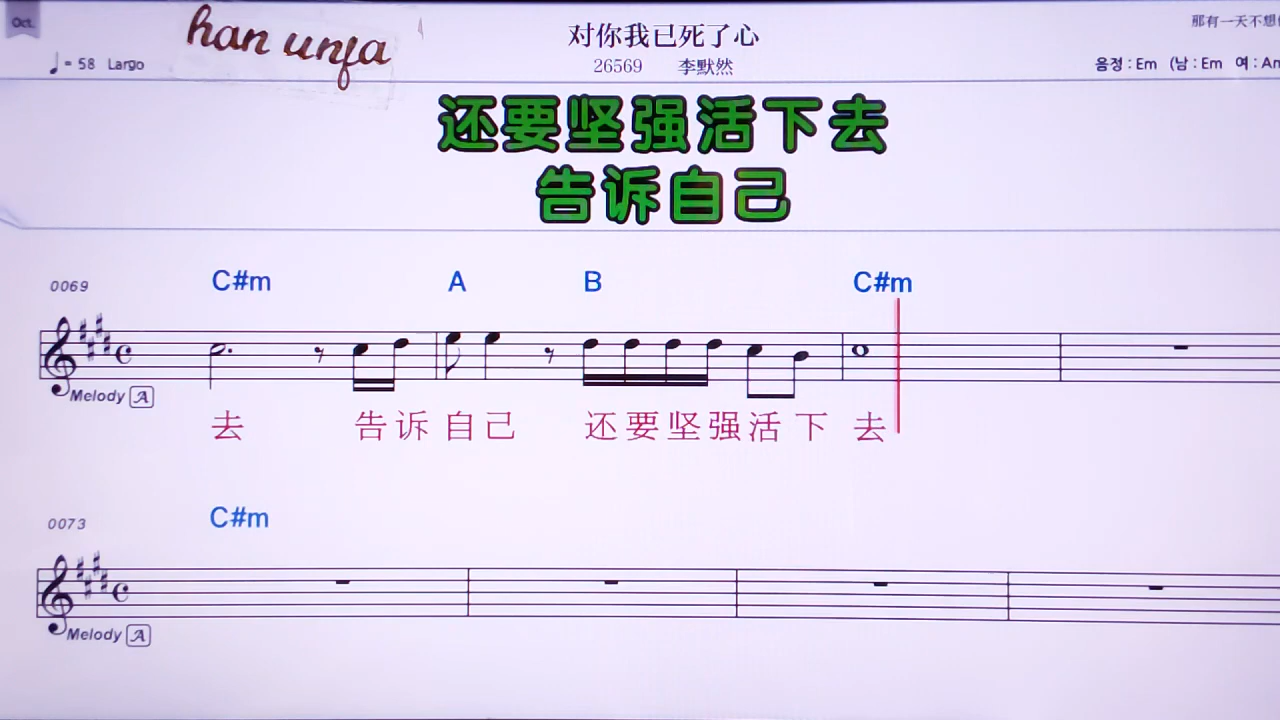 Oct.
han unfa
♩= 58 Largo
对你我已死了心
26569 李默然
那有一天不想
음정 : Em (남 : Em 여 : Am
还要坚强活下去
告诉自己
0069
C#m A B C#m
Melody A
去 告诉自己 还要坚强活下去
0073
C#m
Melody A